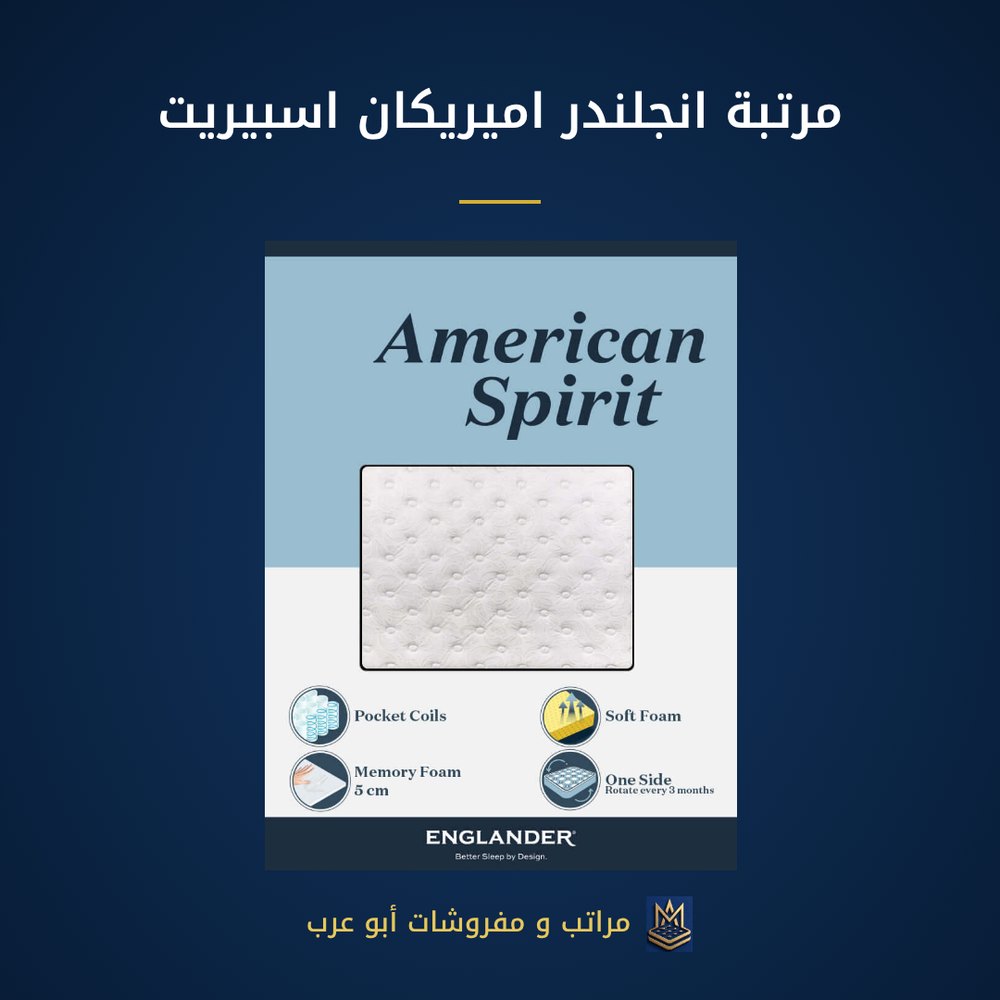 مرتبة انجلندر اميريكان اسبيريت
American
Spirit
Pocket Coils
Soft Foam
Memory Foam
5 cm
One Side
Rotate every 3 months
ENGLANDER®
Better Sleep by Design.
مراتب و مفروشات أبو عرب